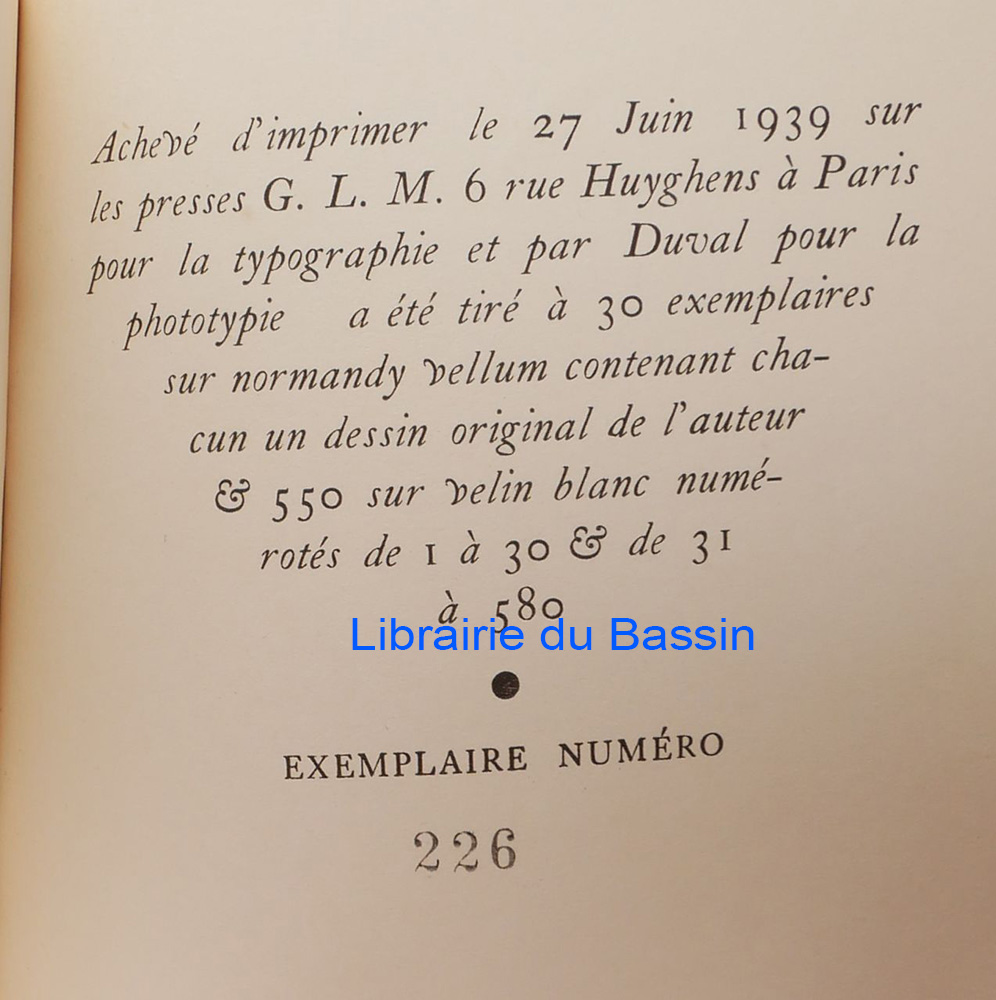 Achevé d'imprimer le 27 Juin 1939 sur
les presses G. L. M. 6 rue Huyghens à Paris
pour la typographie et par Duval pour la
phototypie a été tiré à 30 exemplaires
sur normandy vellum contenant cha-
cun un dessin original de l'auteur
& 550 sur velin blanc numé-
rotés de 1 à 30 & de 31
à 580
Librairie du Bassin
EXEMPLAIRE NUMÉRO
226